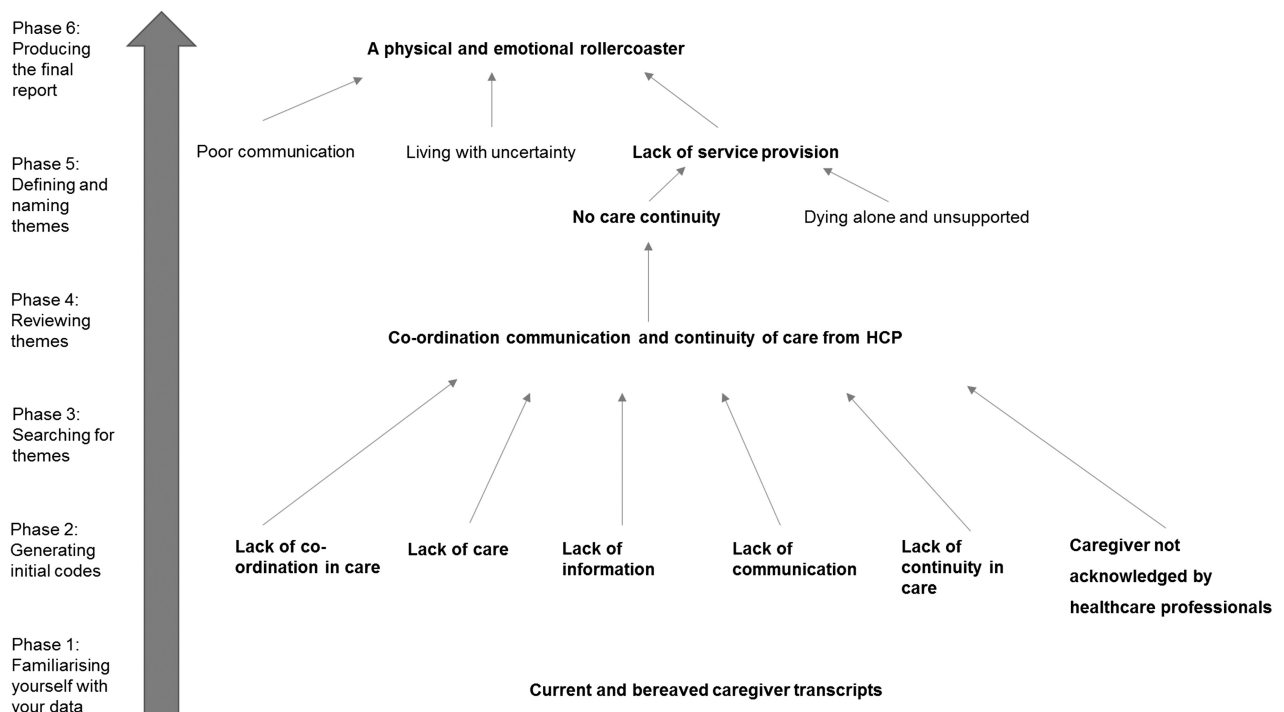 Phase 6:
Producing
the final
report
A physical and emotional rollercoaster
Poor communication
Living with uncertainty
Lack of service provision
Phase 5:
Defining and
naming
themes
No care continuity
Dying alone and unsupported
Phase 4:
Reviewing
themes
Co-ordination communication and continuity of care from HCP
Phase 3:
Searching for
themes
Phase 2:
Generating
initial codes
Lack of co-
ordination in care
Lack of care
Lack of
information
Lack of
communication
Lack of
continuity in
care
Caregiver not
acknowledged by
healthcare professionals
Phase 1:
Familiarising
yourself with
your data
Current and bereaved caregiver transcripts